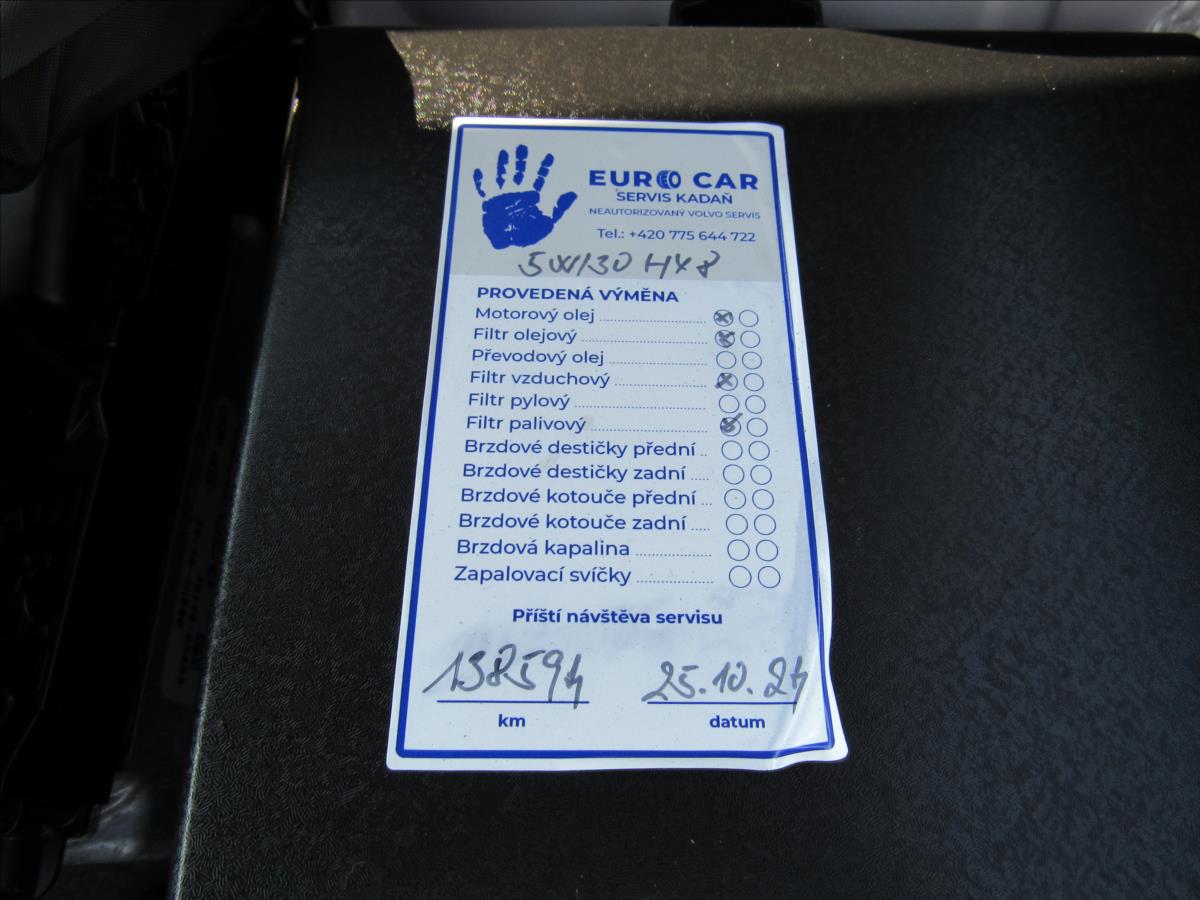 EURO CAR
SERVIS KADAŇ
NEAUTORIZOVANÝ VOLVO SERVIS
Tel.: +420 775 644 722
5W/30
PROVEDENÁ VÝMĚNA
Motorový olej
Filtr olejový
Převodový olej
Filtr vzduchový
Filtr pylový
Filtr palivový
Brzdové destičky přední
Brzdové destičky zadní
Brzdové kotouče přední
Brzdové kotouče zadní
Brzdová kapalina
Zapalovací svíčky
Příští návštěva servisu
138594 25.10.24
km datum